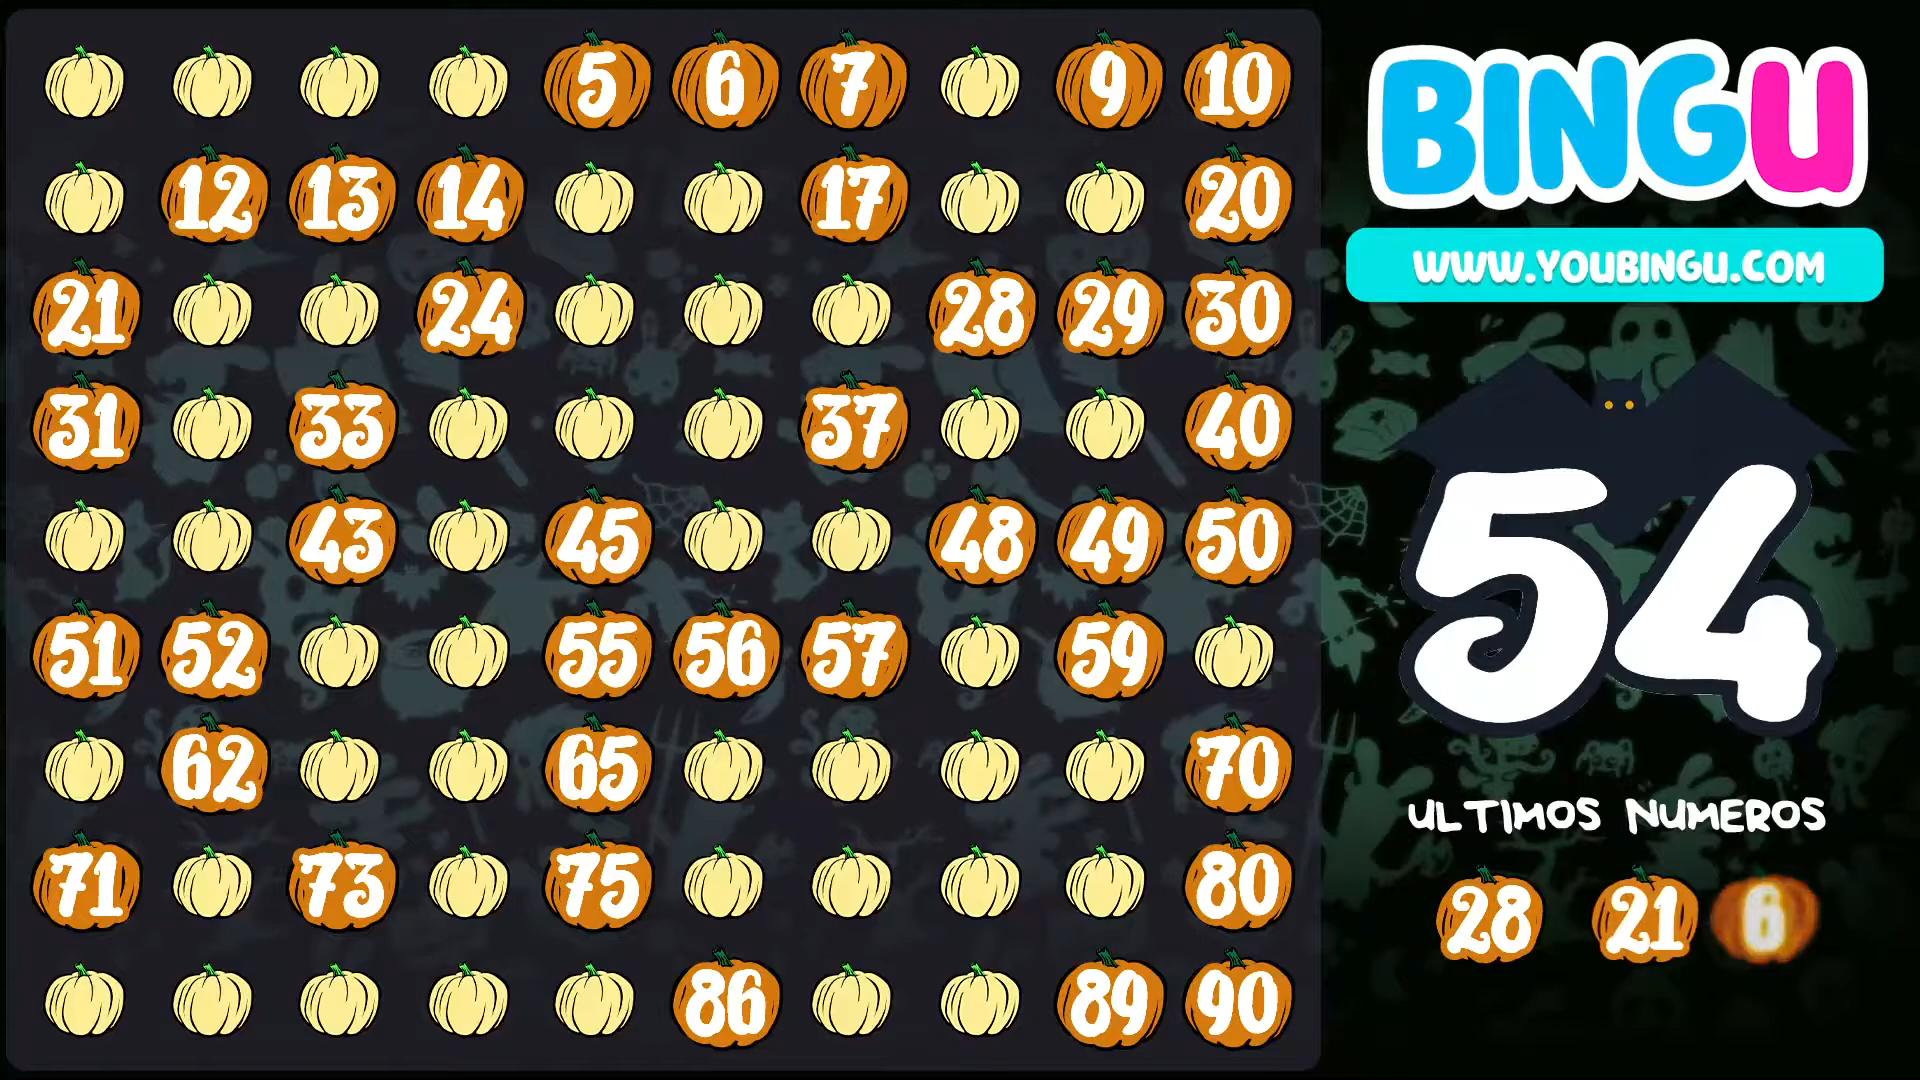 5 6 7 9 10
12 13 14 17 20
21 24 28 29 30
31 33 37 40
43 45 48 49 50
51 52 55 56 57 59
62 65 70
71 73 75 80
86 89 90
BINGU
WWW.YOUBINGU.COM
54
ULTIMOS NUMEROS
28 21 6